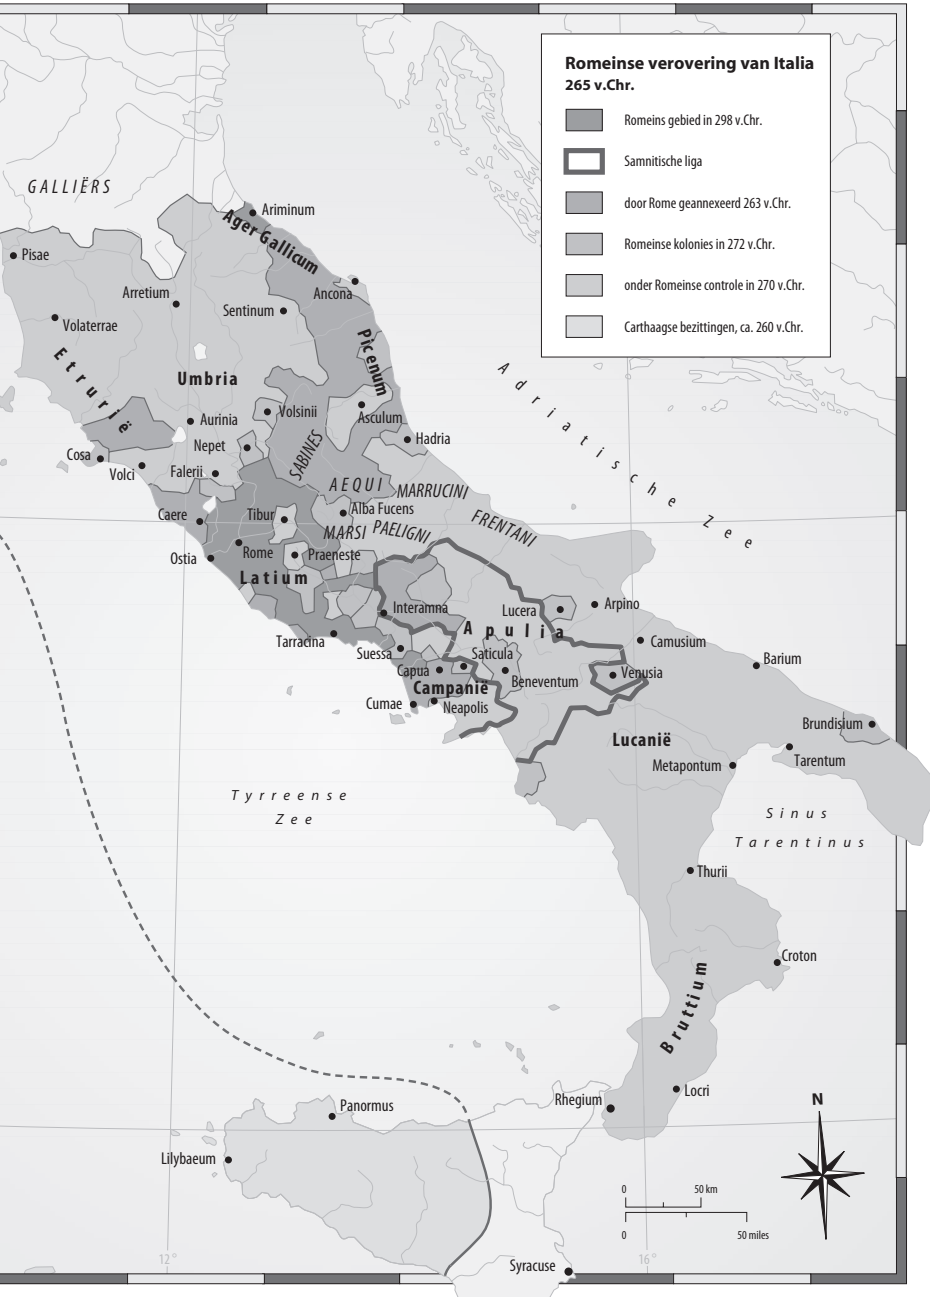 Romeinse verovering van Italia
265 v.Chr.
Romeins gebied in 298 v.Chr.
Samnitische liga
door Rome geannexeerd 263 v.Chr.
Romeinse kolonies in 272 v.Chr.
onder Romeinse controle in 270 v.Chr.
Carthaagse bezittingen, ca. 260 v.Chr.
GALLIËRS
Ariminum
Ager Gallicum
Pisae
Arretium
Ancona
Sentinum
Volaterrae
Picenum
Etrurië
Umbria
Adriatische Zee
Volsinii
Aurinia
Asculum
Nepet
Hadria
SABINES
Cosa
Volci
Falerii
AEQUI
MARRUCINI
Caere
Tibur
Alba Fucens
MARSI
PAELIGNI
FRENTANI
Ostia
Rome
Praeneste
Latium
Interamna
Lucera
Arpino
Apulia
Tarracina
Camusium
Suessa
Saticula
Barium
Capua
Venusia
Campanië
Beneventum
Cumae
Neapolis
Brundisium
Lucanië
Tarentum
Metapontum
Tyrreense
Zee
Sinus
Tarentinus
Thurii
Croton
Bruttium
Locri
Rhegium
Panormus
N
Lilybaeum
0 50 km
0 50 miles
12°
16°
Syracuse